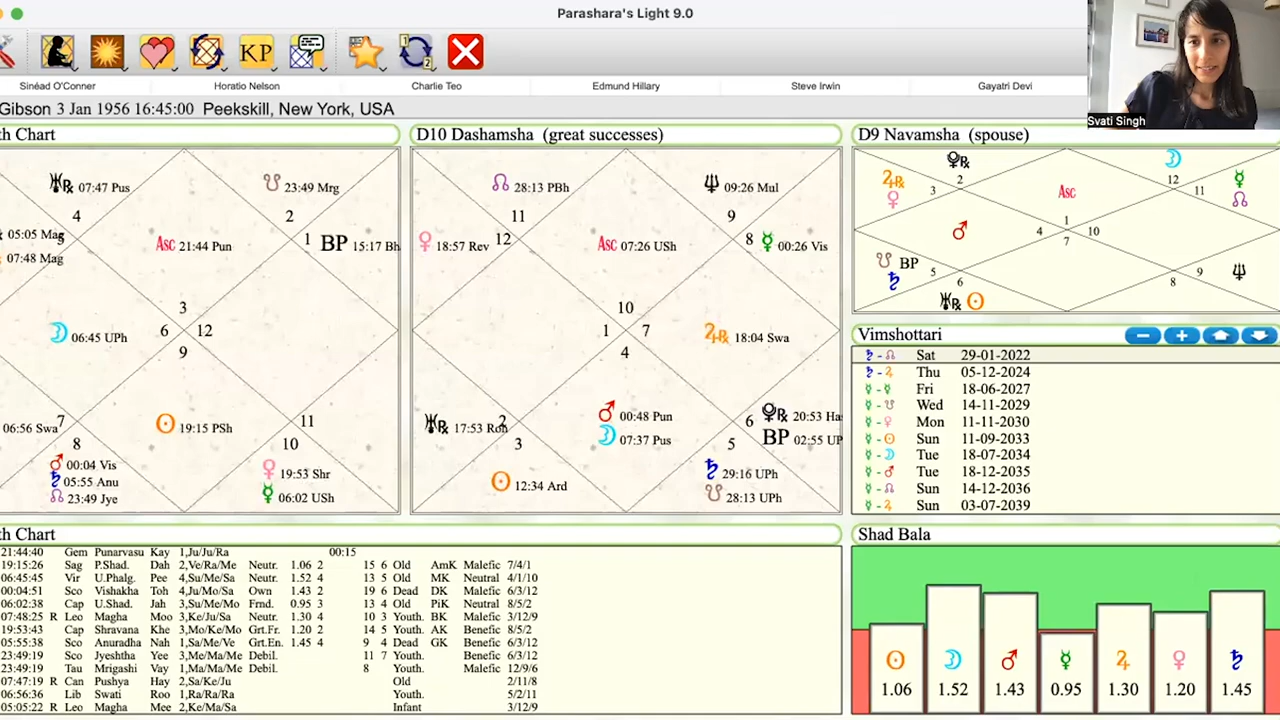 Parashara's Light 9.0
KP
1
2
Sinéad O'Conner Horatio Nelson Charlie Teo Edmund Hillary Steve Irwin Gayatri Devi
Svati Singh
Gibson 3 Jan 1956 16:45:00 Peekskill, New York, USA
th Chart
07:47 Pus
23:49 Mrg
4
2
05:05 Mag
5
Asc 21:44 Pun
1
BP 15:17 Bh
07:48 Mag
3
06:45 UPh
6
12
9
06:56 Swa
7
19:15 PSh
11
8
10
00:04 Vis
05:55 Anu
23:49 Jye
19:53 Shr
06:02 USh
D10 Dashamsha (great successes)
28:13 PBh
09:26 Mul
11
9
18:57 Rev
12
Asc 07:26 USh
8
00:26 Vis
10
1
7
18:04 Swa
4
17:53 Roh
2
00:48 Pun
07:37 Pus
6
20:53 Ha
BP 02:55 UP
3
5
12:34 Ard
29:16 UPh
28:13 UPh
D9 Navamsha (spouse)
2
12
3
Asc
11
1
4
10
7
BP
5
9
6
8
Vimshottari
Sat 29-01-2022
Thu 05-12-2024
Fri 18-06-2027
Wed 14-11-2029
Mon 11-11-2030
Sun 11-09-2033
Tue 18-07-2034
Tue 18-12-2035
Sun 14-12-2036
Sun 03-07-2039
th Chart
21:44:40 Gem Punarvasu Kay 1,Ju/Ju/Ra 00:15
19:15:26 Sag P.Shad. Dah 2,Ve/Ra/Me Neutr. 1.06 2 15 6 Old AmK Malefic 7/4/1
06:45:45 Vir U.Phalg. Pee 4,Su/Me/Sa Neutr. 1.52 4 13 5 Old MK Neutral 4/1/10
00:04:51 Sco Vishakha Toh 4,Ju/Mo/Sa Own 1.43 2 19 6 Dead DK Malefic 6/3/12
06:02:38 Cap U.Shad. Jah 3,Su/Me/Mo Frnd. 0.95 3 13 4 Old PiK Neutral 8/5/2
07:48:25 R Leo Magha Moo 3,Ke/Ju/Sa Neutr. 1.30 4 10 3 Youth. BK Malefic 3/12/9
19:53:43 Cap Shravana Khe 3,Mo/Ke/Mo Grt.Fr. 1.20 2 14 5 Youth. AK Benefic 8/5/2
05:55:38 Sco Anuradha Nah 1,Sa/Me/Ve Grt.En. 1.45 4 9 4 Dead GK Benefic 6/3/12
23:49:19 Sco Jyeshtha Yee 3,Me/Ma/Me Debil. 11 7 Youth. Benefic 6/3/12
23:49:19 Tau Mrigashi Vay 1,Ma/Ma/Me Debil. 8 Youth. Malefic 12/9/6
07:47:19 R Can Pushya Hay 2,Sa/Ke/Ju Old 2/11/8
06:56:36 Lib Swati Roo 1,Ra/Ra/Ra Youth. 5/2/11
05:05:22 R Leo Magha Mee 2,Ke/Ma/Sa Infant 3/12/9
Shad Bala
1.06 1.52 1.43 0.95 1.30 1.20 1.45